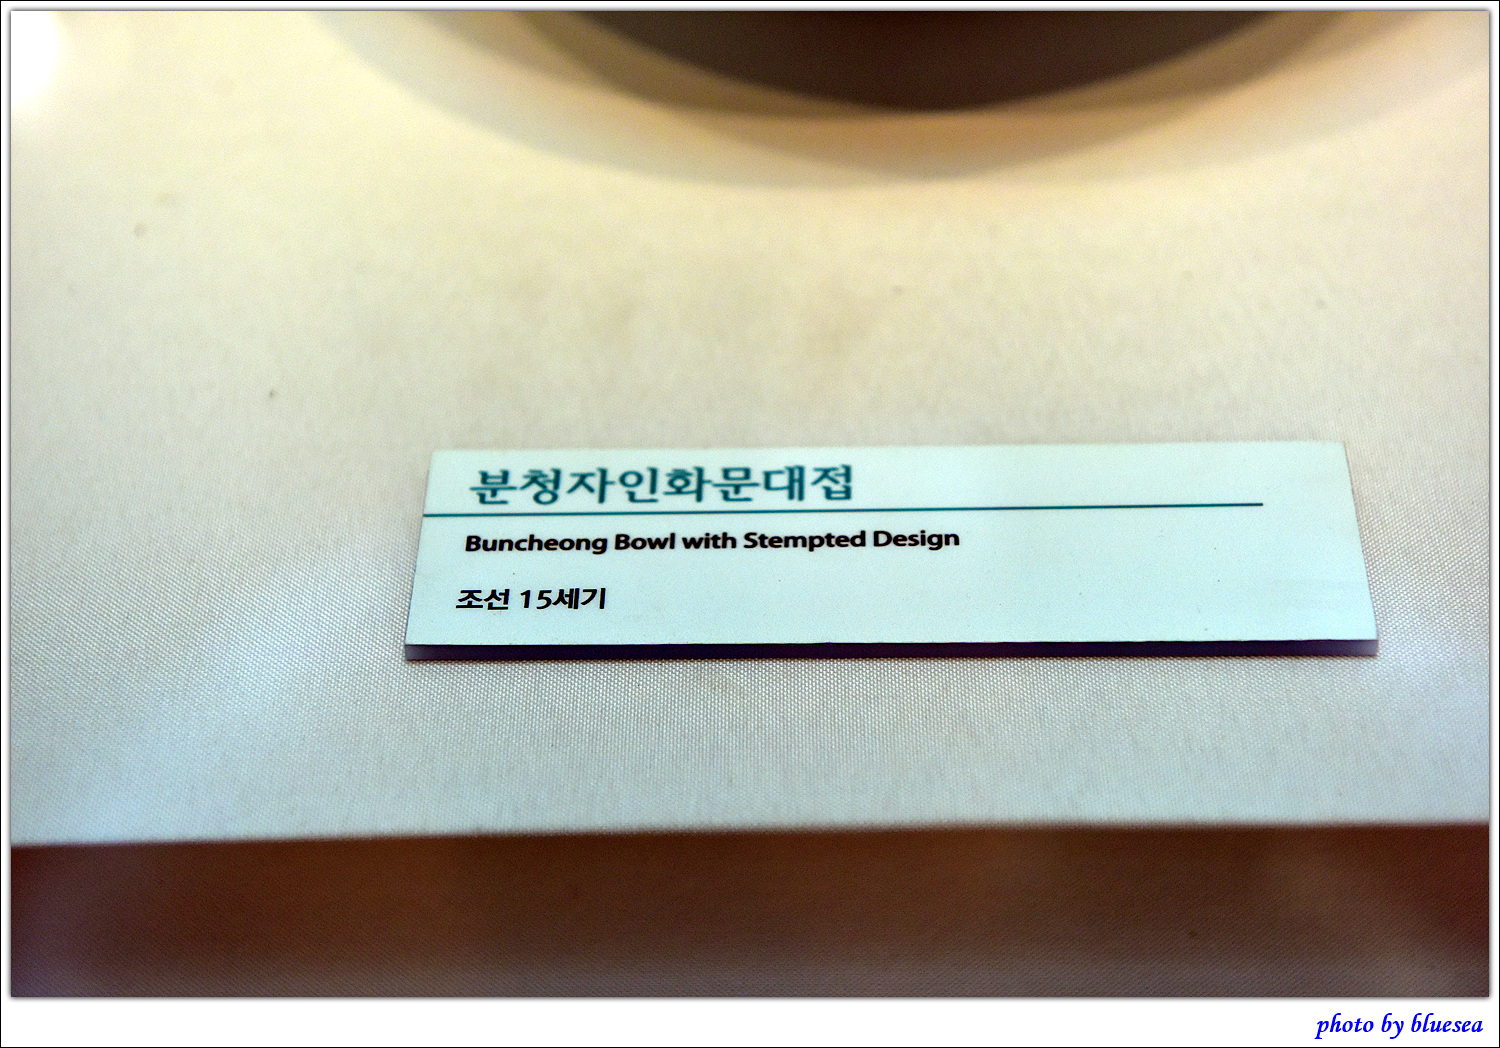 분청자인화문대접
Buncheong Bowl with Stempted Design
조선 15세기
photo by bluesea